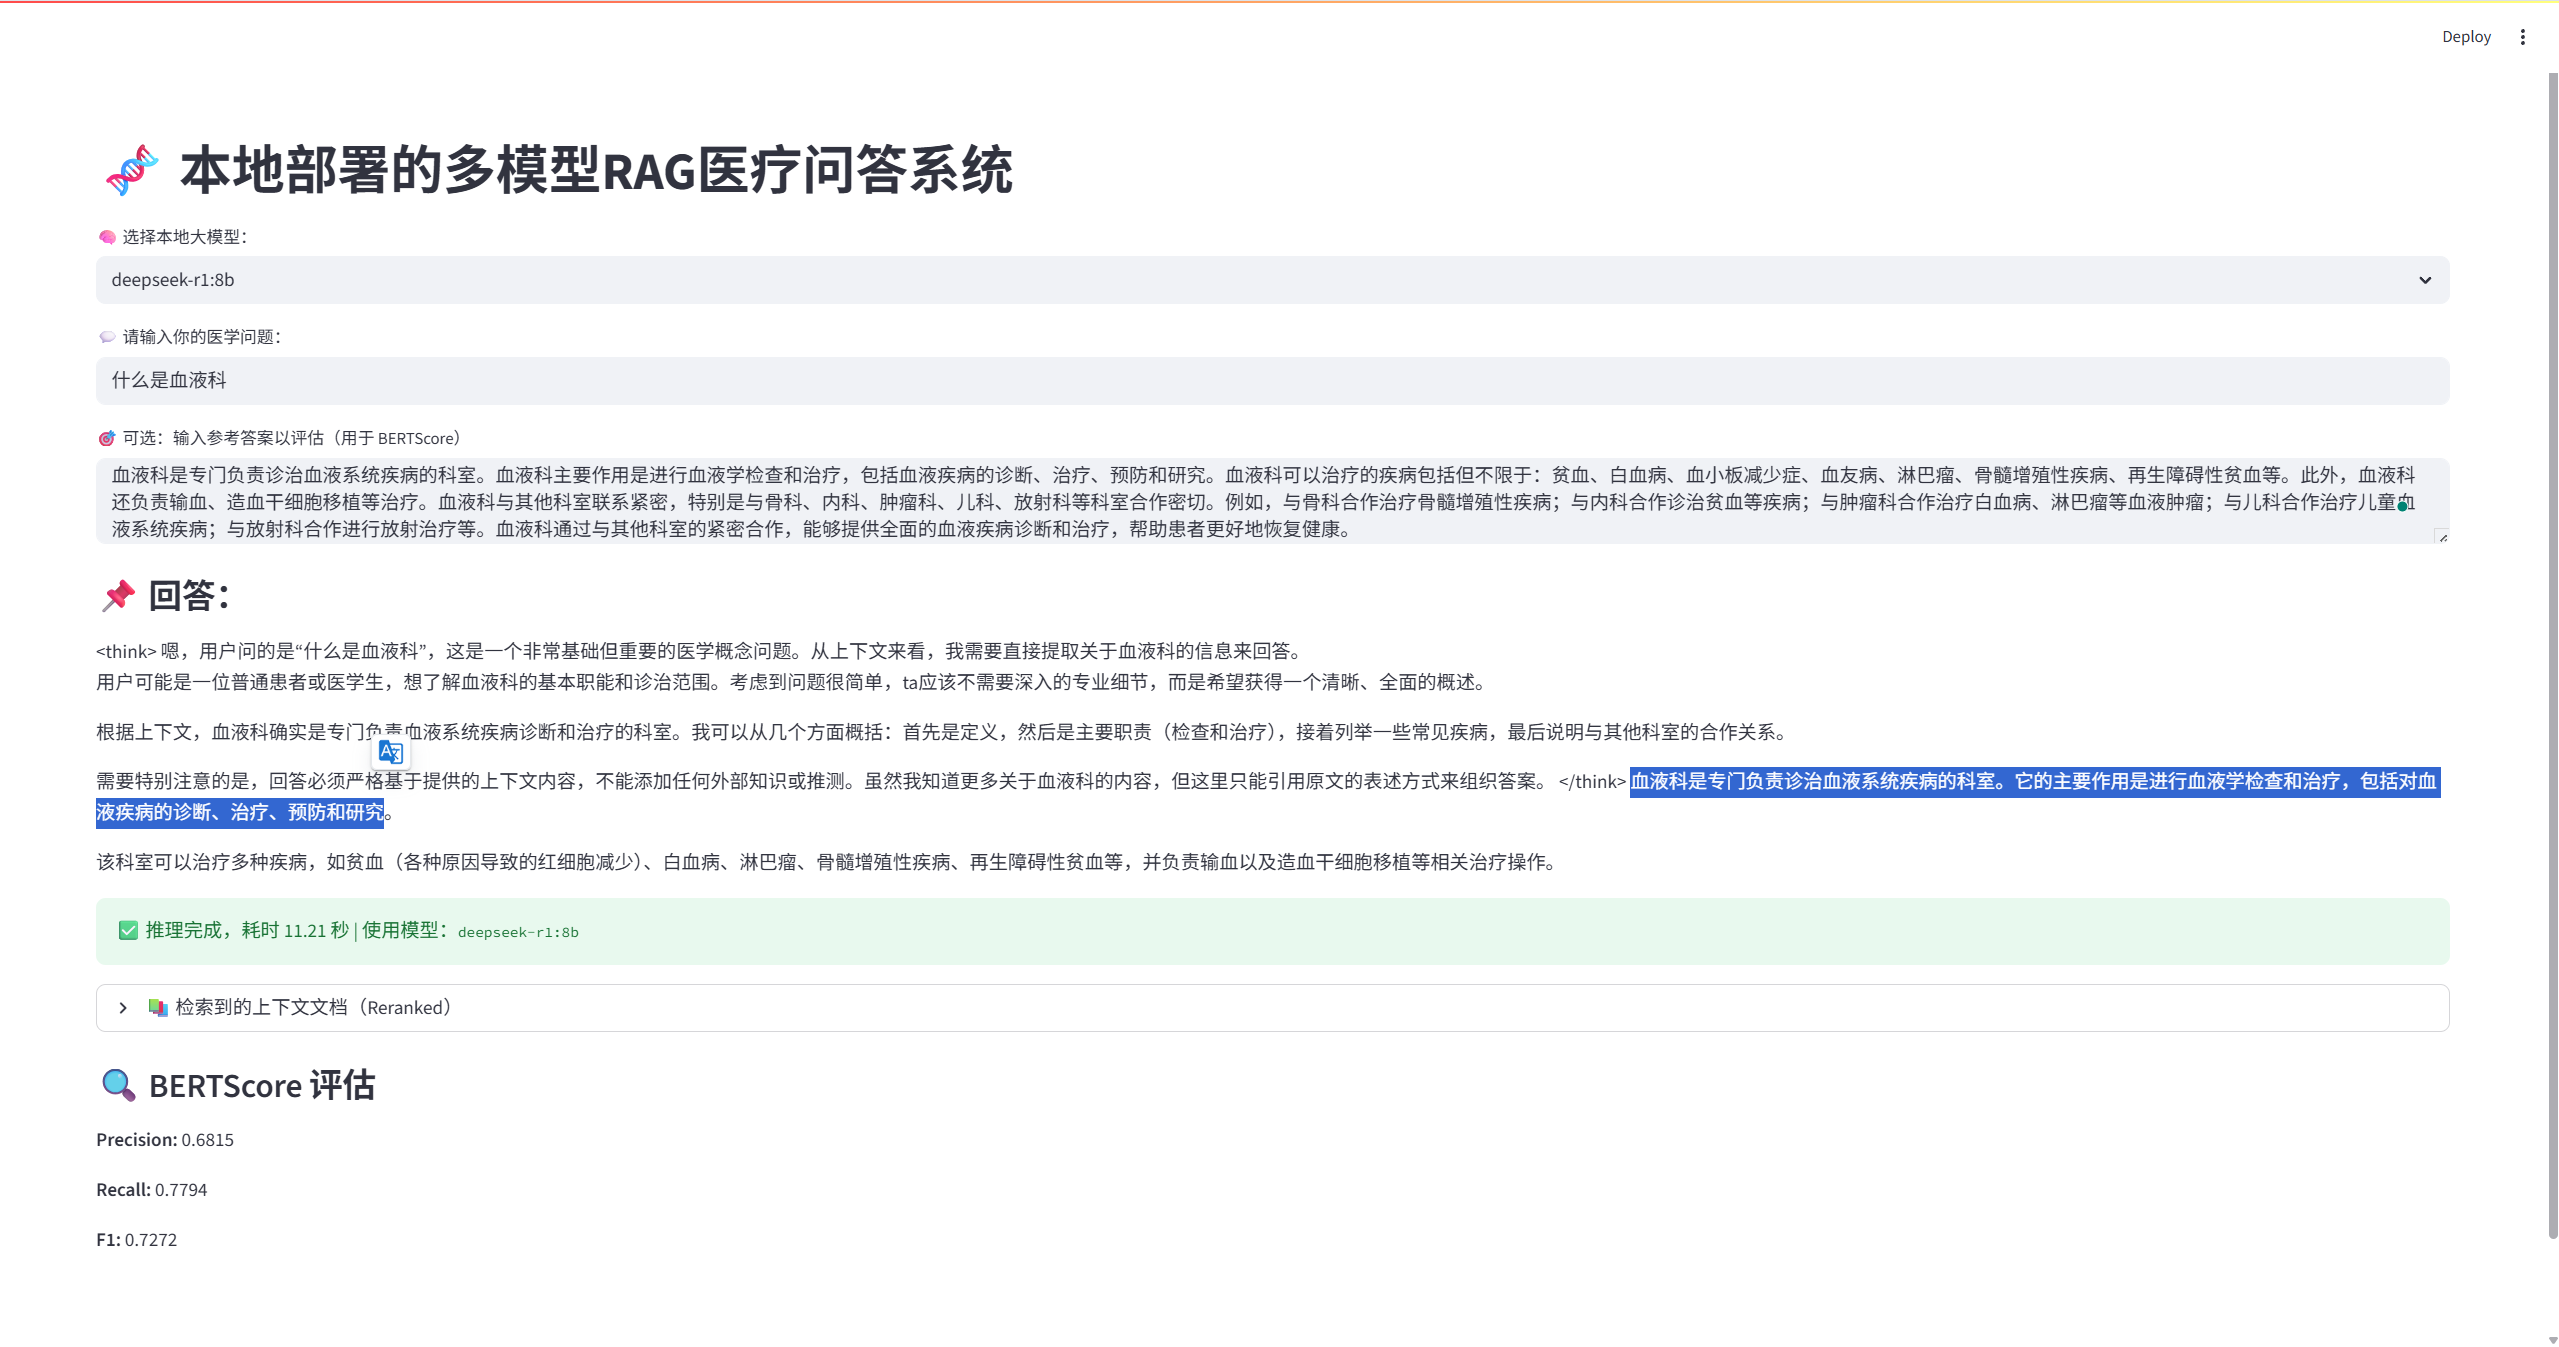 Deploy
本地部署的多模型RAG医疗问答系统
选择本地大模型：
deepseek-r1:8b
请输入你的医学问题：
什么是血液科
可选：输入参考答案以评估（用于 BERTScore）
血液科是专门负责诊治血液系统疾病的科室。血液科主要作用是进行血液学检查和治疗，包括血液疾病的诊断、治疗、预防和研究。血液科可以治疗的疾病包括但不限于：贫血、白血病、血小板减少症、血友病、淋巴瘤、骨髓增殖性疾病、再生障碍性贫血等。此外，血液科
还负责输血、造血干细胞移植等治疗。血液科与其他科室联系紧密，特别是与骨科、内科、肿瘤科、儿科、放射科等科室合作密切。例如，与骨科合作治疗骨髓增殖性疾病；与内科合作诊治贫血等疾病；与肿瘤科合作治疗白血病、淋巴瘤等血液肿瘤；与儿科合作治疗儿童血
液系统疾病；与放射科合作进行放射治疗等。血液科通过与其他科室的紧密合作，能够提供全面的血液疾病诊断和治疗，帮助患者更好地恢复健康。
回答：
<think> 嗯，用户问的是“什么是血液科”，这是一个非常基础但重要的医学概念问题。从上下文来看，我需要直接提取关于血液科的信息来回答。
用户可能是一位普通患者或医学生，想了解血液科的基本职能和诊治范围。考虑到问题很简单，ta应该不需要深入的专业细节，而是希望获得一个清晰、全面的概述。
根据上下文，血液科确实是专门负责血液系统疾病诊断和治疗的科室。我可以从几个方面概括：首先是定义，然后是主要职责（检查和治疗），接着列举一些常见疾病，最后说明与其他科室的合作关系。
需要特别注意的是，回答必须严格基于提供的上下文内容，不能添加任何外部知识或推测。虽然我知道更多关于血液科的内容，但这里只能引用原文的表述方式来组织答案。 </think> 血液科是专门负责诊治血液系统疾病的科室。它的主要作用是进行血液学检查和治疗，包括对血
液疾病的诊断、治疗、预防和研究。
该科室可以治疗多种疾病，如贫血（各种原因导致的红细胞减少）、白血病、淋巴瘤、骨髓增殖性疾病、再生障碍性贫血等，并负责输血以及造血干细胞移植等相关治疗操作。
推理完成，耗时 11.21 秒 | 使用模型：deepseek-r1:8b
检索到的上下文文档（Reranked）
BERTScore 评估
Precision: 0.6815
Recall: 0.7794
F1: 0.7272